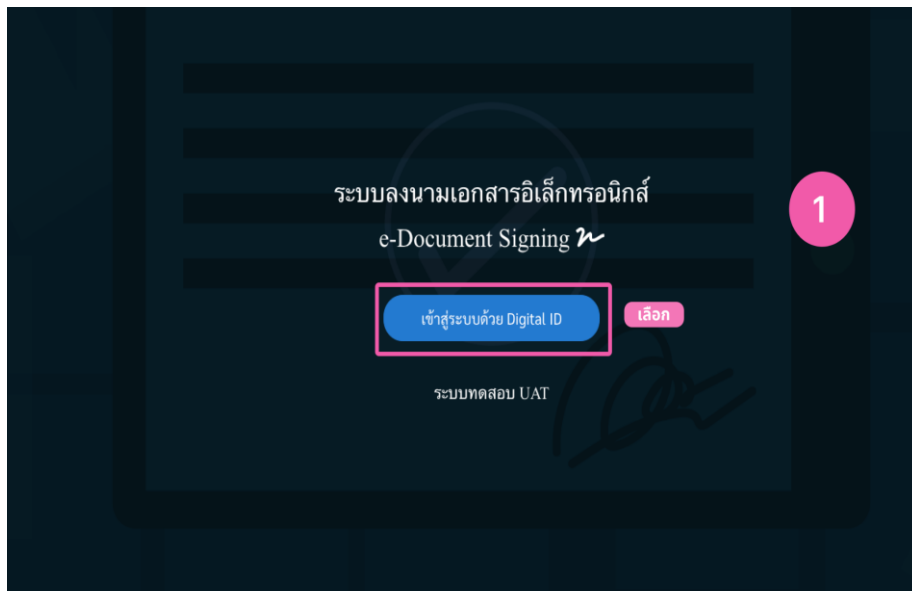 ระบบลงนามเอกสารอิเล็กทรอนิกส์
1
e-Document Signing
เข้าสู่ระบบด้วย Digital ID
เลือก
ระบบทดสอบ UAT